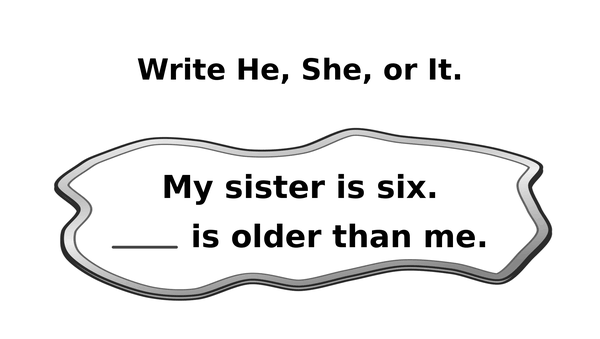 Write He, She, or It.
My sister is six.
____ is older than me.